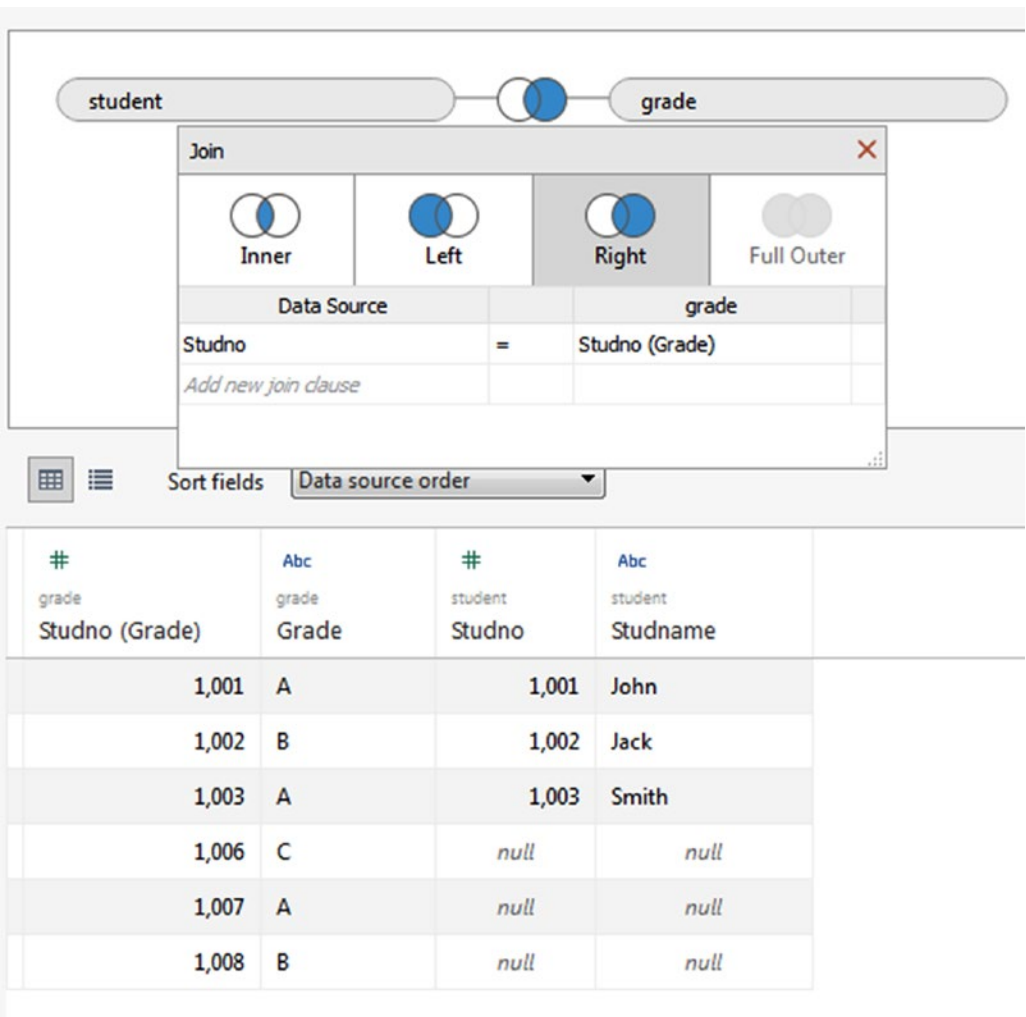 student grade
Join
Inner Left Right Full Outer
Data Source grade
Studno = Studno (Grade)
Add new join clause
Sort fields Data source order
# Abc # Abc
grade grade student student
Studno (Grade) Grade Studno Studname
1,001 A 1,001 John
1,002 B 1,002 Jack
1,003 A 1,003 Smith
1,006 C null null
1,007 A null null
1,008 B null null